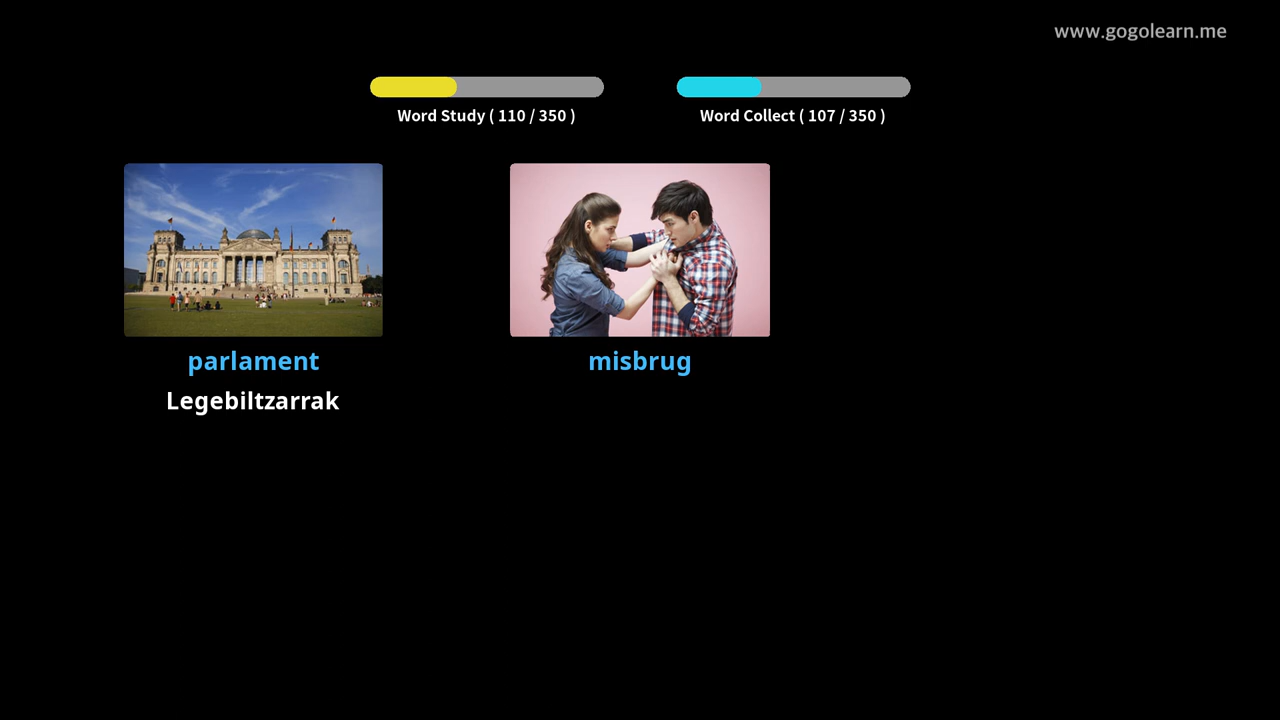 www.gogolearn.me
Word Study ( 110 / 350 )
Word Collect ( 107 / 350 )
parlament
misbrug
Legebiltzarrak